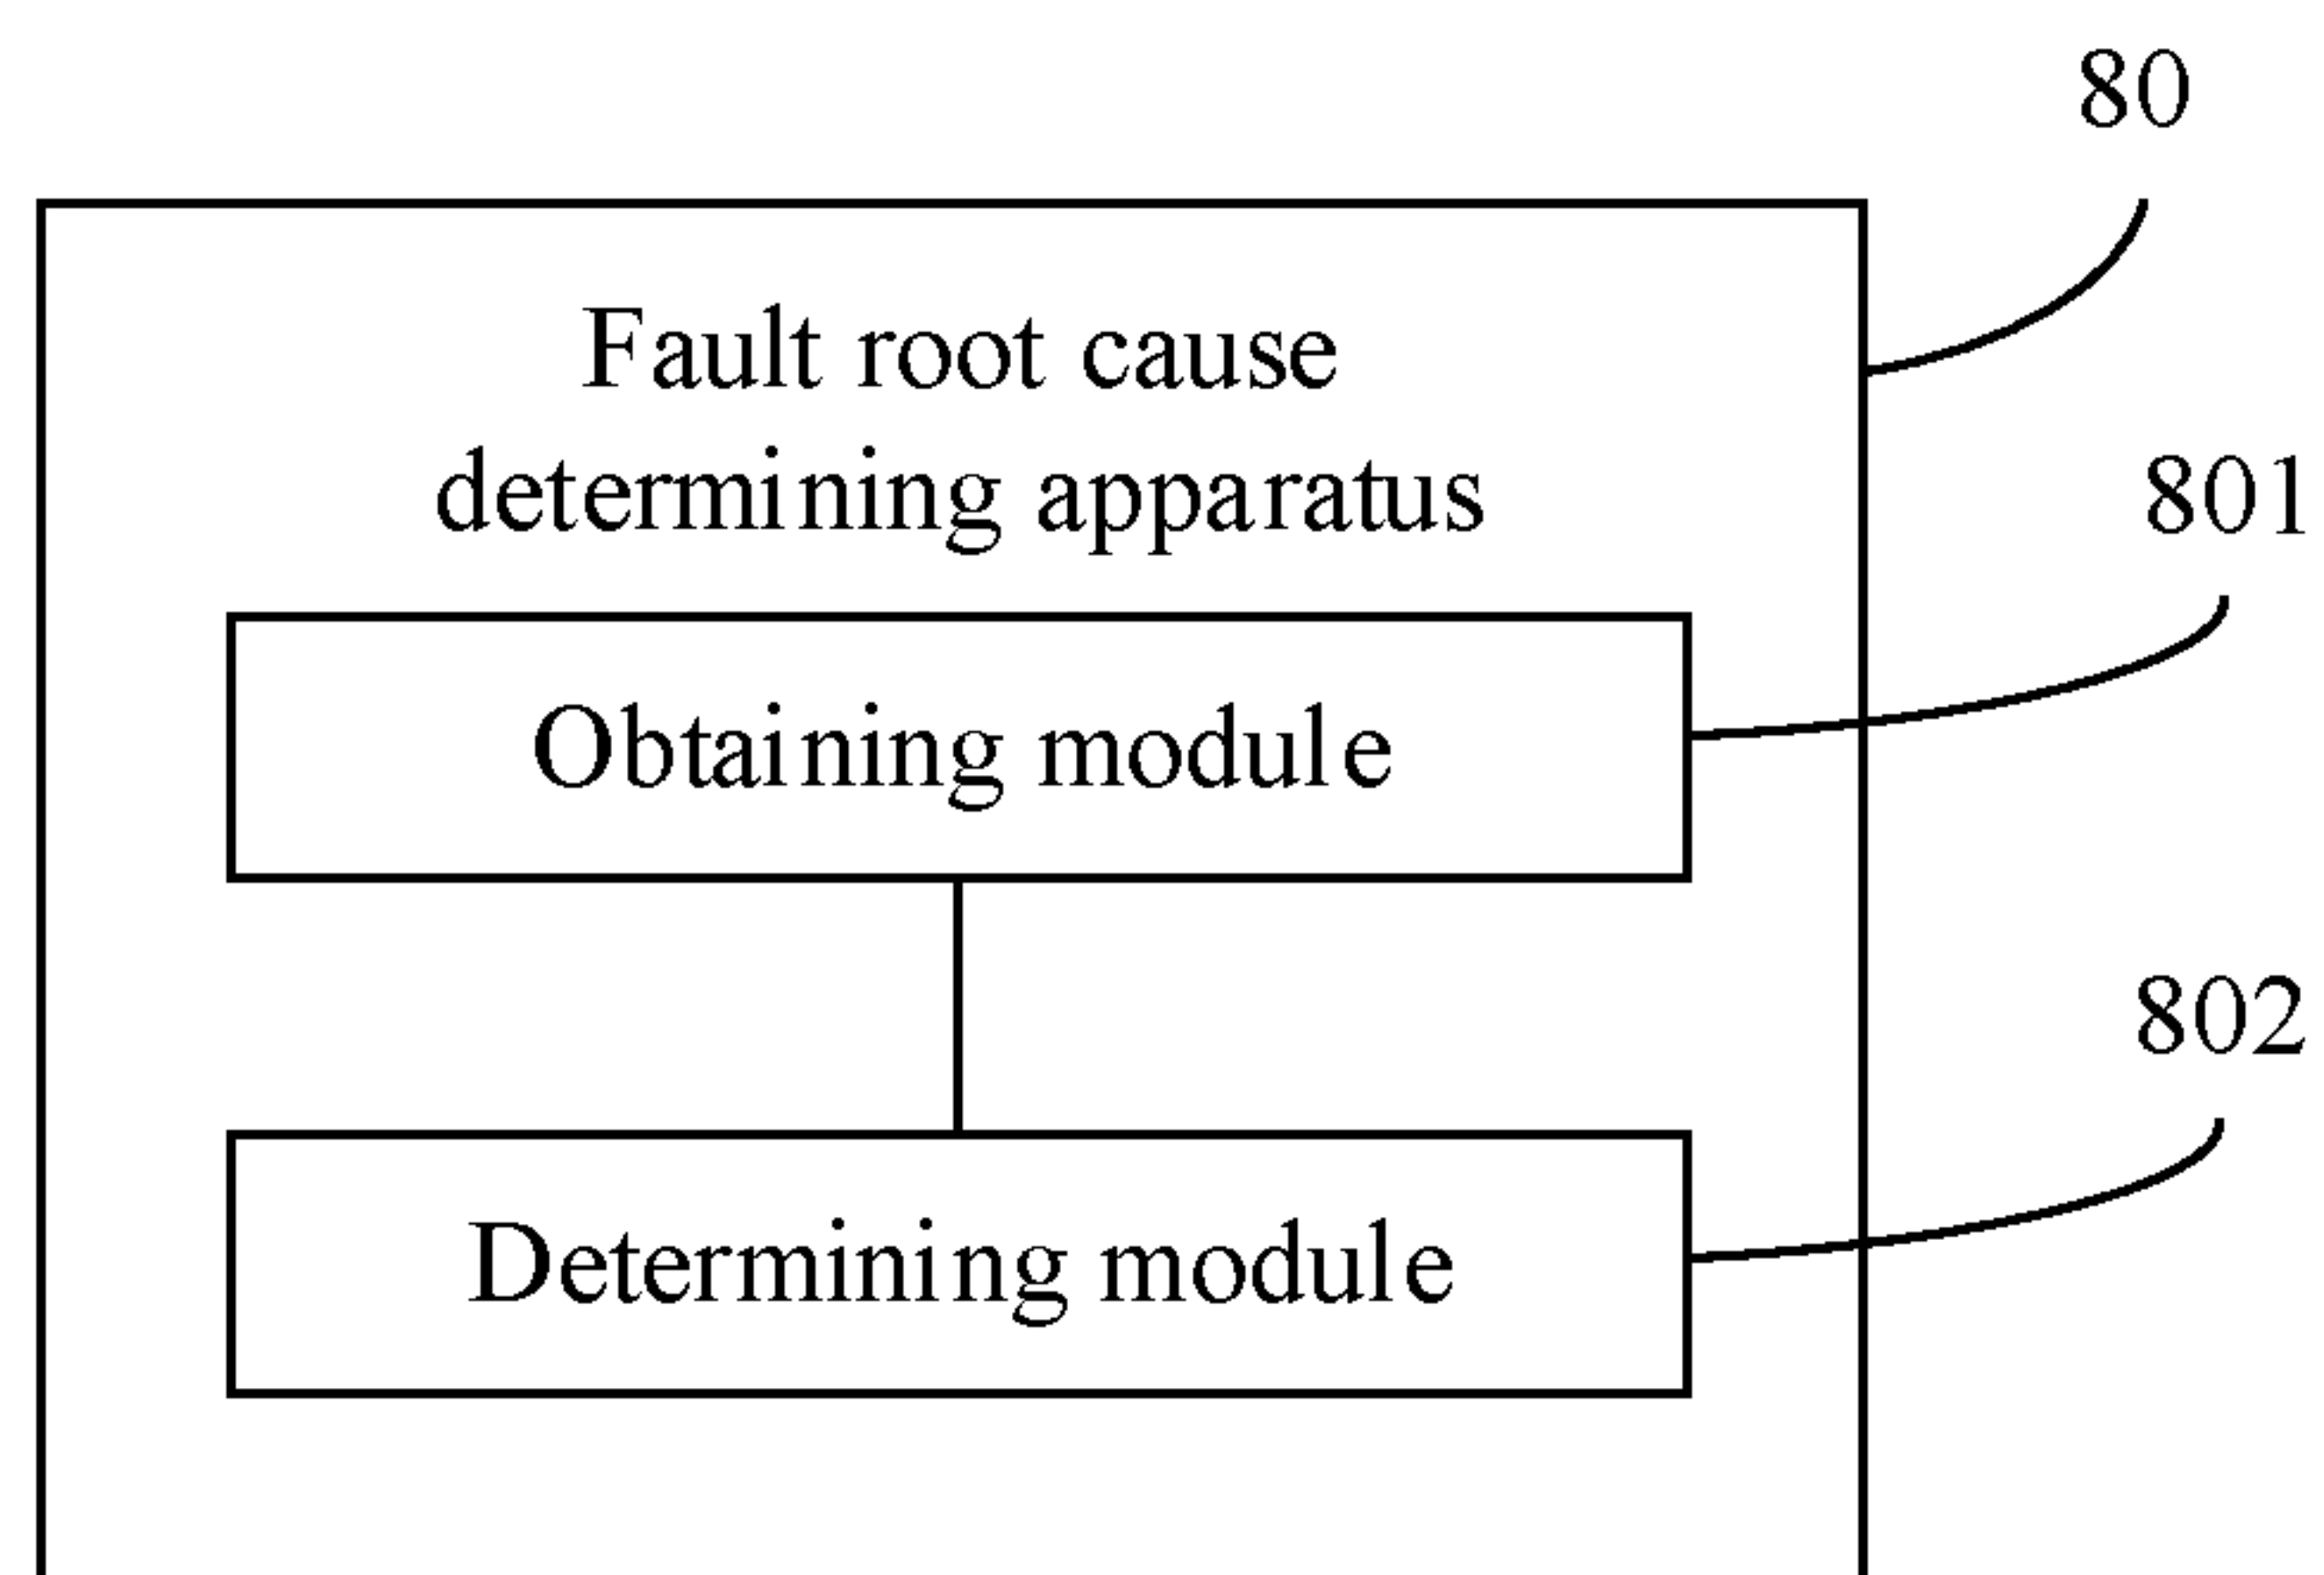 80
Fault root cause
determining apparatus
801
Obtaining module
802
Determining module